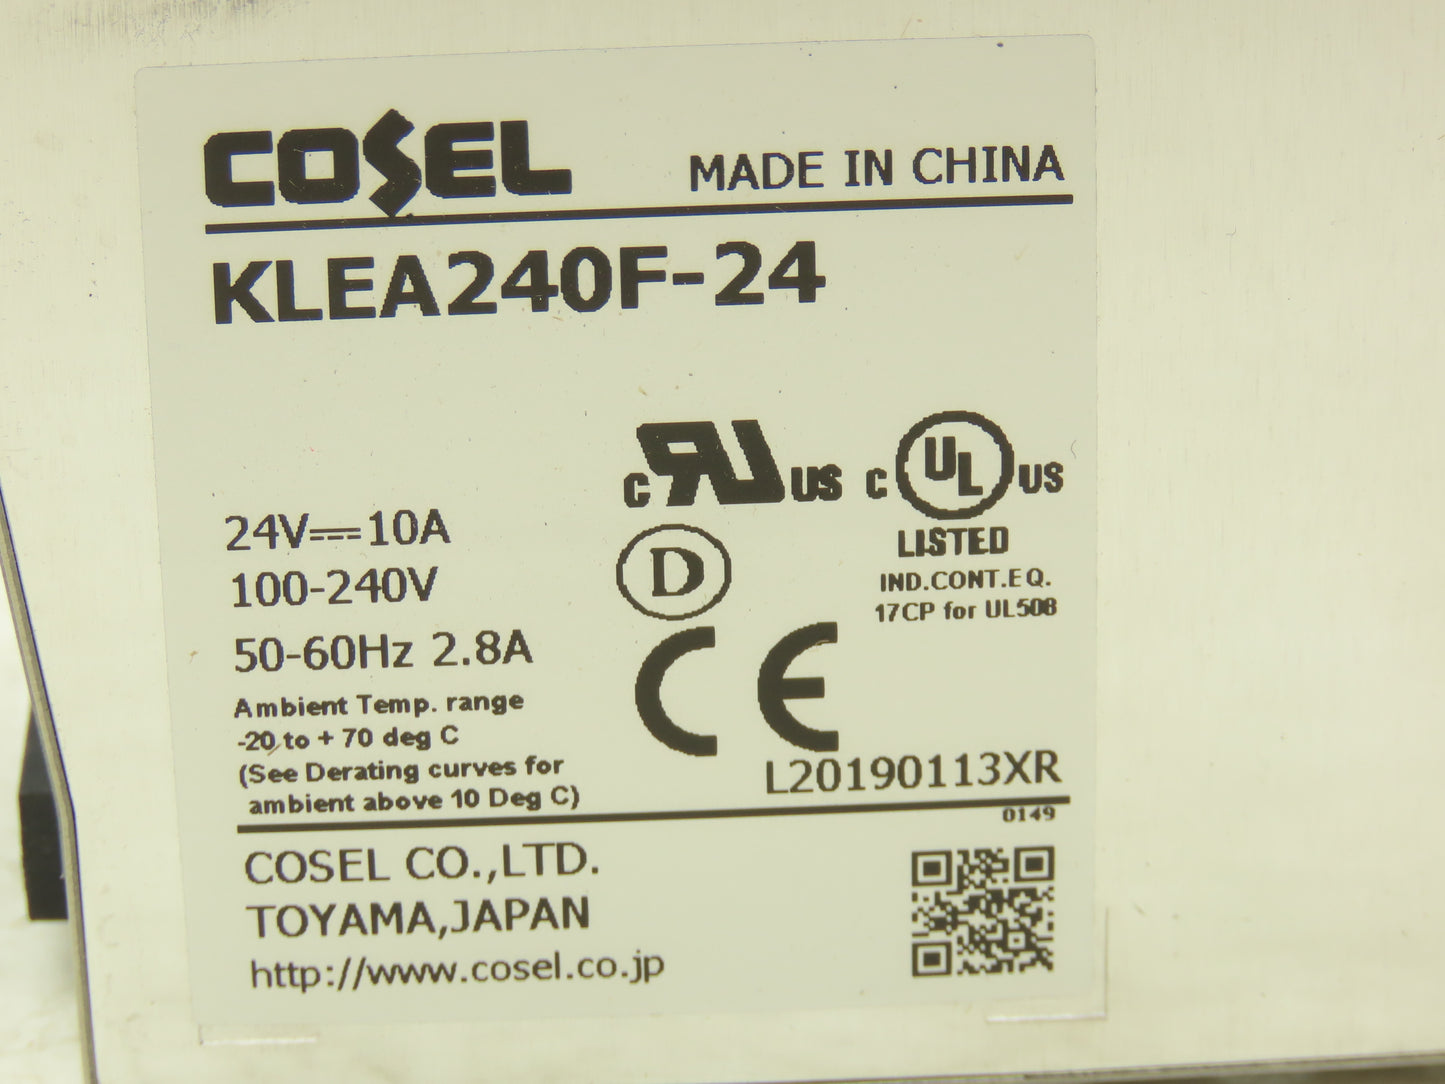 COSEL MADE IN CHINA
KLEA240F-24
c RU US c UL US
LISTED
IND.CONT.EQ.
17CP for UL508
24V⎓10A
D
100-240V
50-60Hz 2.8A
CE
Ambient Temp. range
-20 to + 70 deg C
(See Derating curves for
ambient above 10 Deg C)
L20190113XR
0149
COSEL CO.,LTD.
TOYAMA,JAPAN
http://www.cosel.co.jp